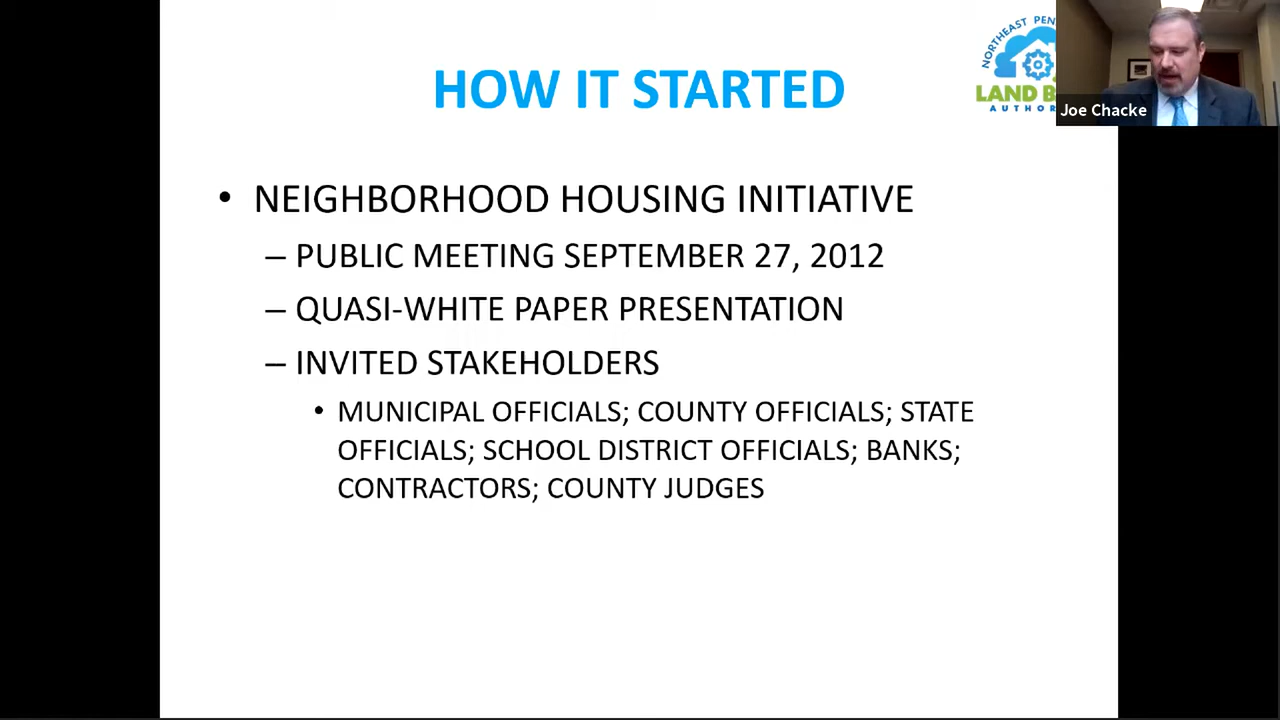 HOW IT STARTED
NORTHEAST PEN
LAND B
AUTHOR
Joe Chacke
• NEIGHBORHOOD HOUSING INITIATIVE
– PUBLIC MEETING SEPTEMBER 27, 2012
– QUASI-WHITE PAPER PRESENTATION
– INVITED STAKEHOLDERS
• MUNICIPAL OFFICIALS; COUNTY OFFICIALS; STATE
OFFICIALS; SCHOOL DISTRICT OFFICIALS; BANKS;
CONTRACTORS; COUNTY JUDGES